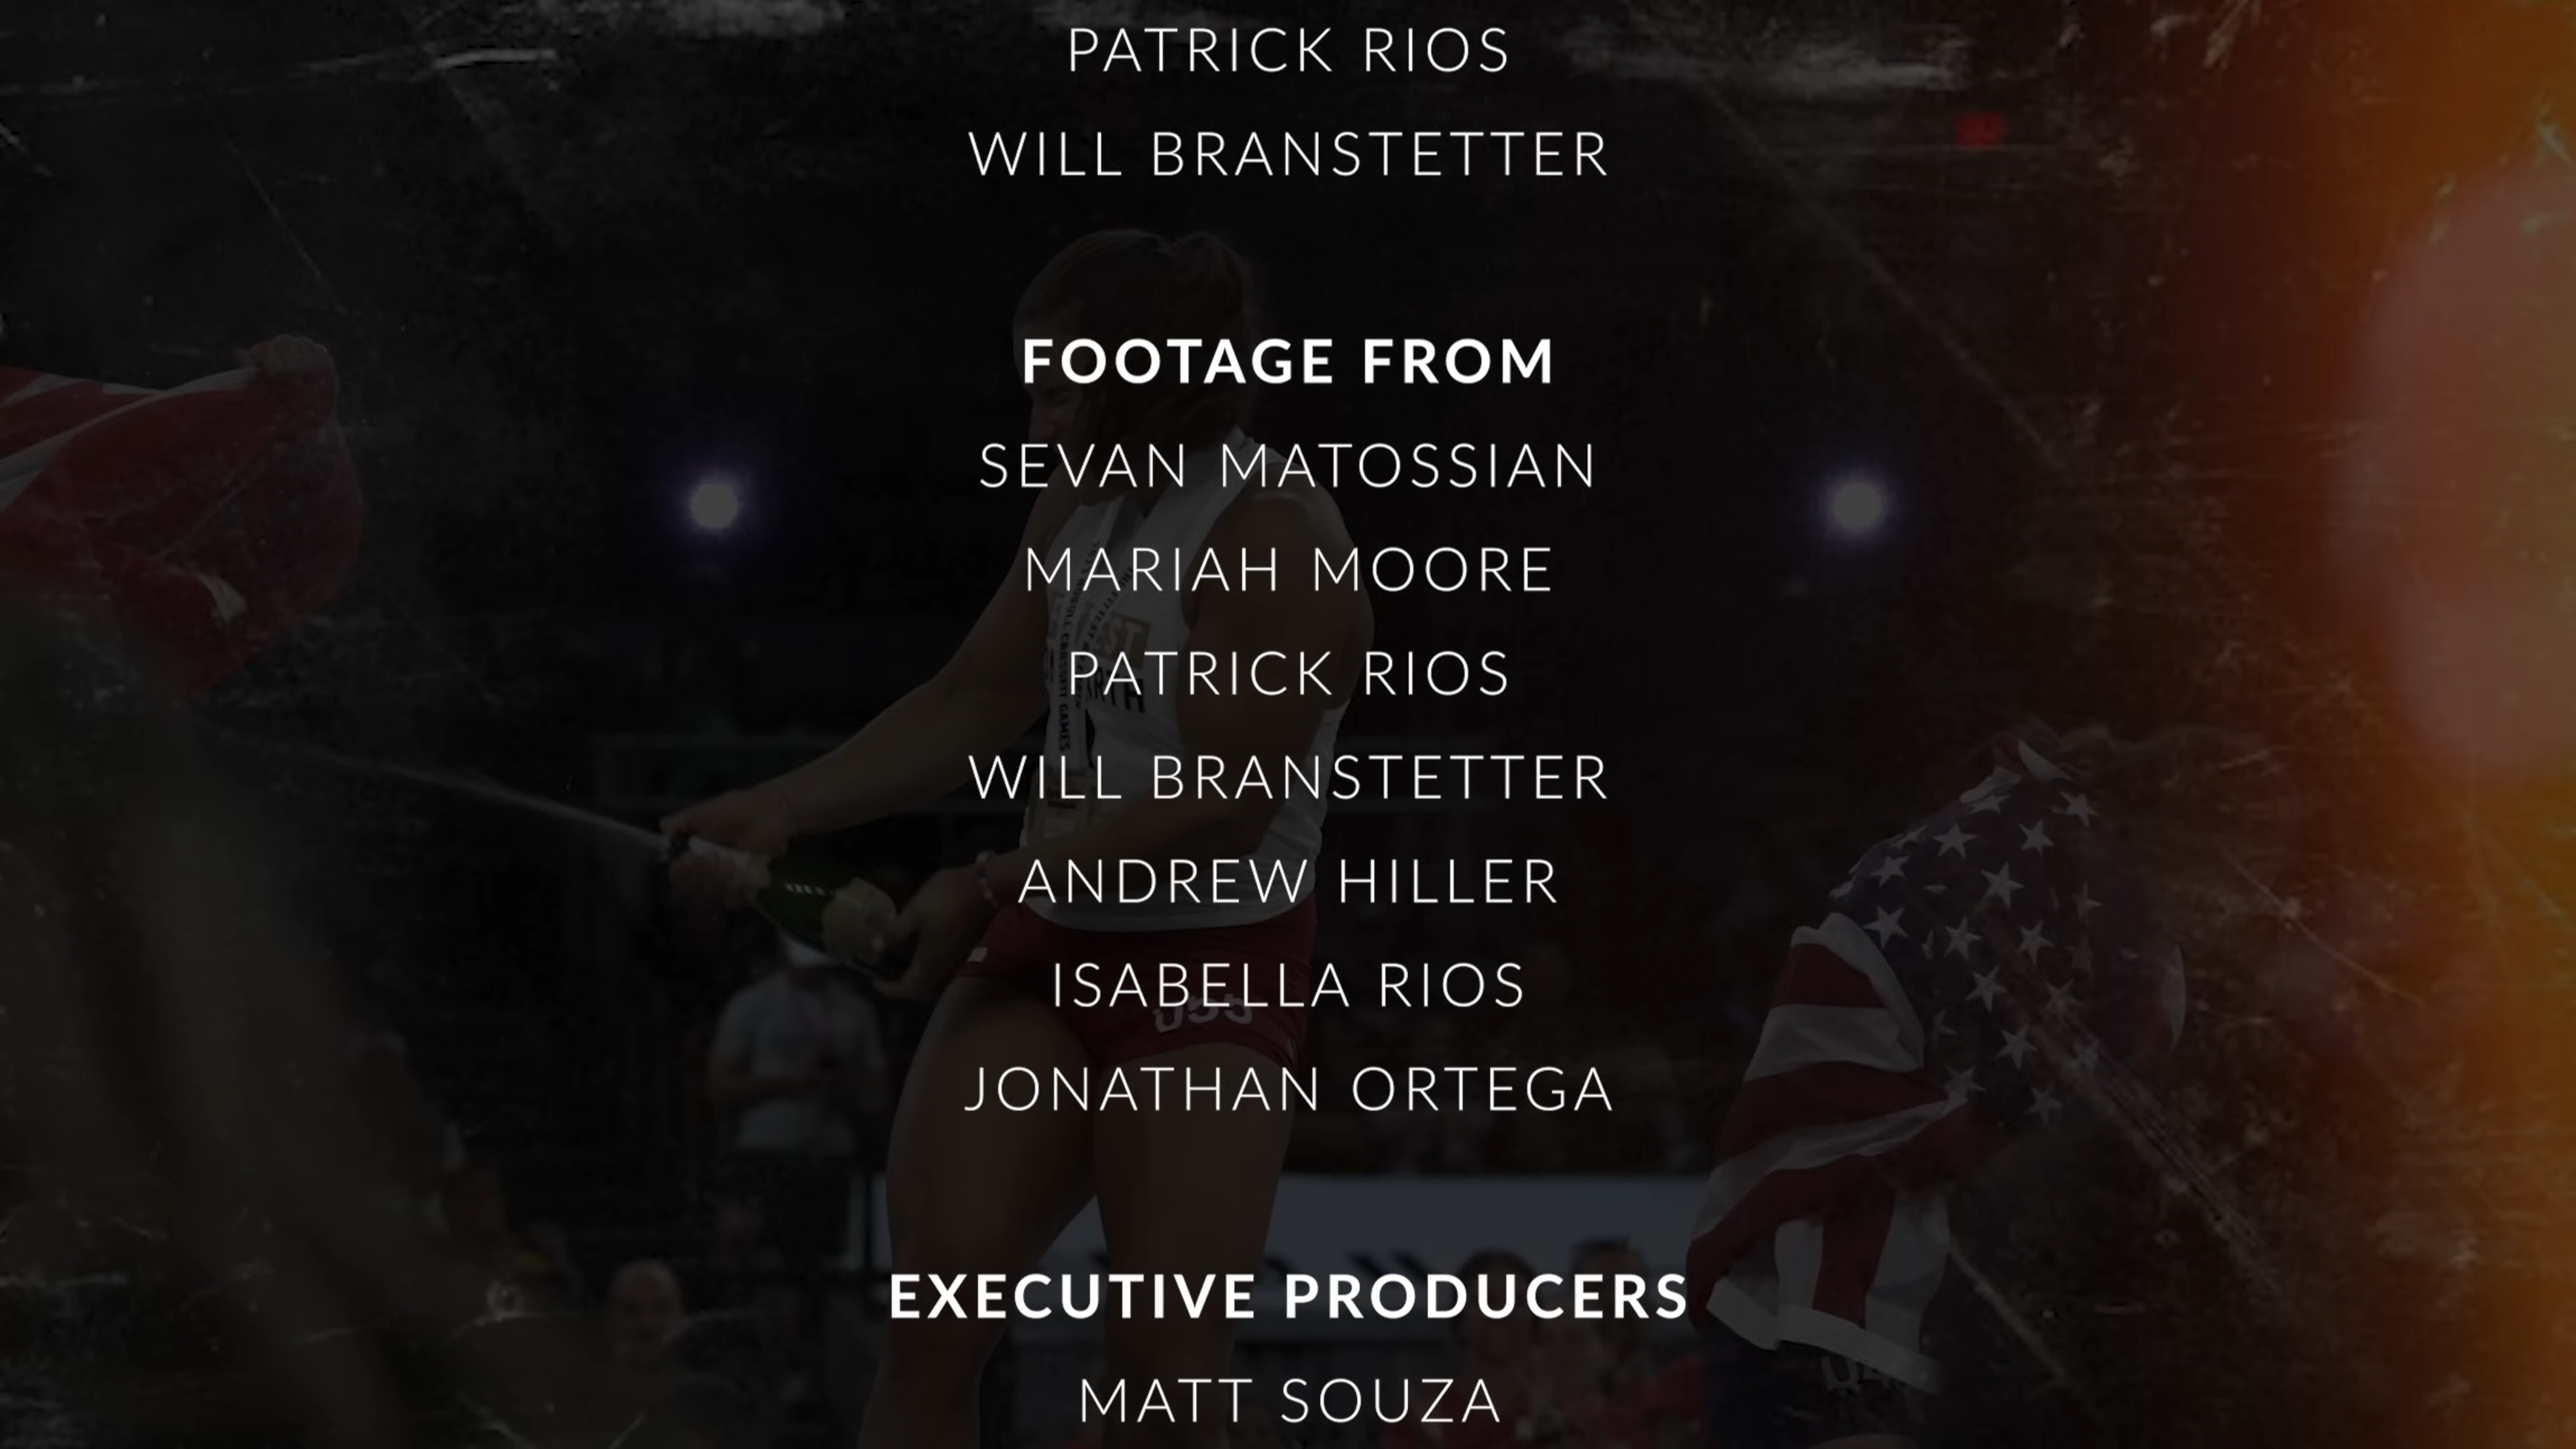 PATRICK RIOS
WILL BRANSTETTER
FOOTAGE FROM
SEVAN MATOSSIAN
MARIAH MOORE
PATRICK RIOS
WILL BRANSTETTER
ANDREW HILLER
ISABELLA RIOS
JONATHAN ORTEGA
EXECUTIVE PRODUCERS
MATT SOUZA